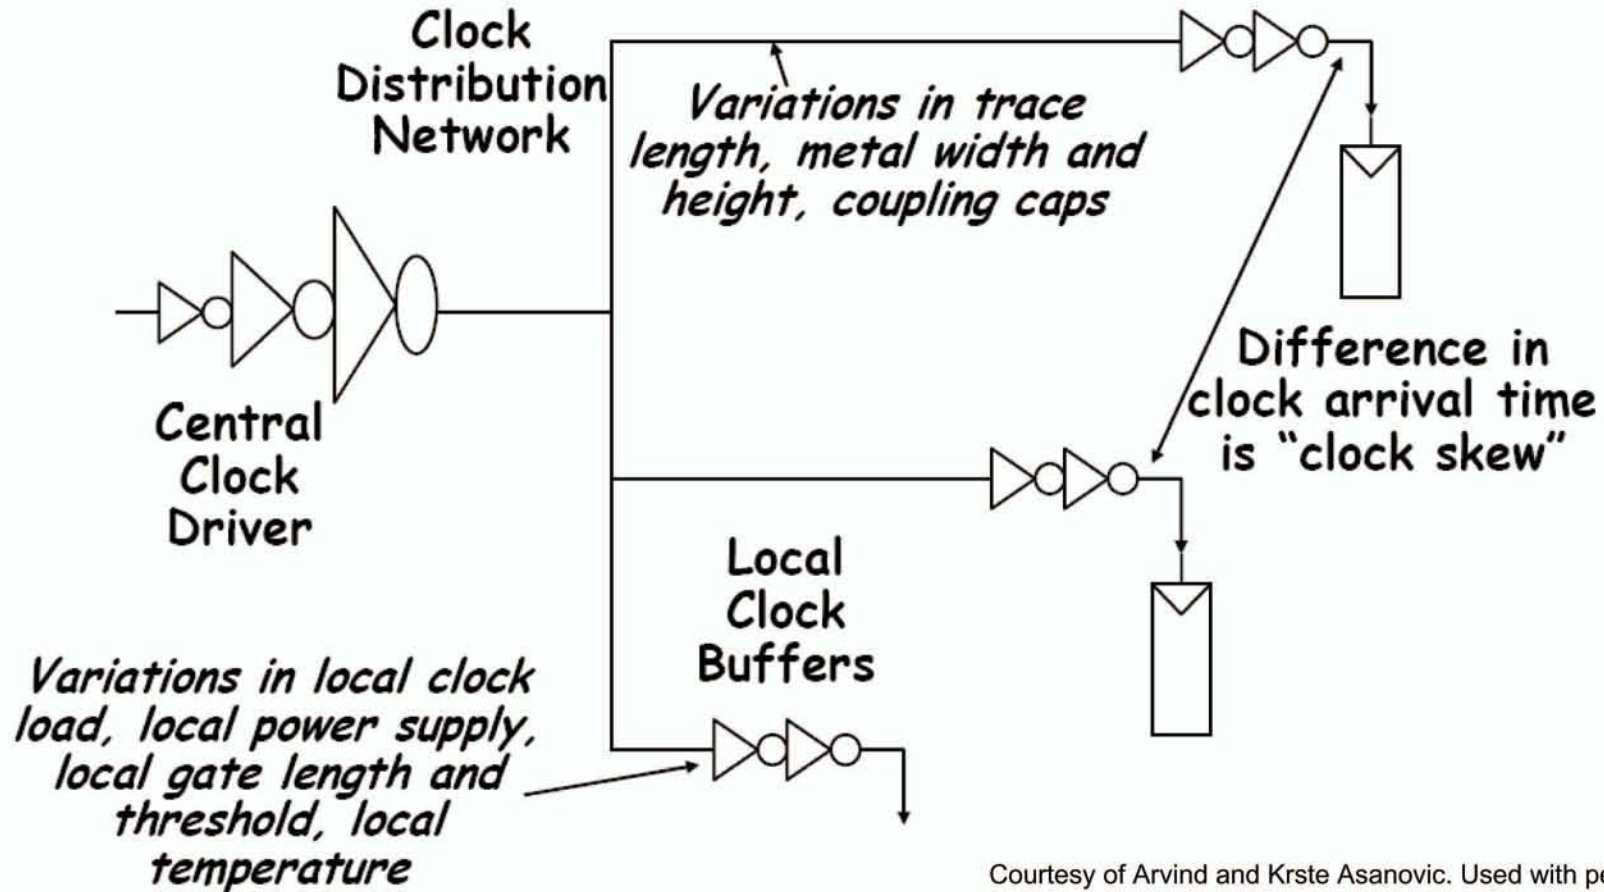 Clock
Distribution
Network
Variations in trace
length, metal width and
height, coupling caps
Central
Clock
Driver
Difference in
clock arrival time
is “clock skew”
Local
Clock
Buffers
Variations in local clock
load, local power supply,
local gate length and
threshold, local
temperature
Courtesy of Arvind and Krste Asanovic. Used with